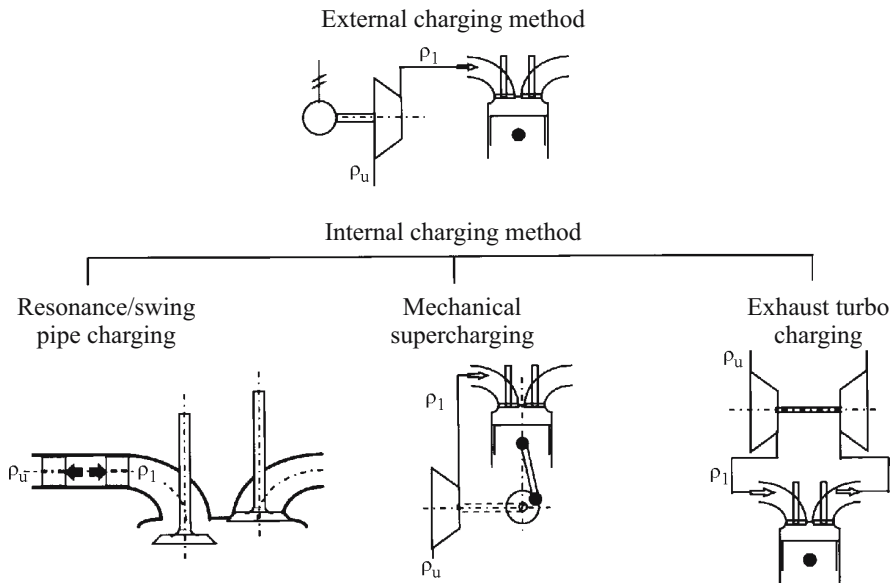 External charging method
ρ1
ρu
Internal charging method
Resonance/swing
pipe charging
Mechanical
supercharging
Exhaust turbo
charging
ρu
ρ1
ρ1
ρu
ρ1
ρu